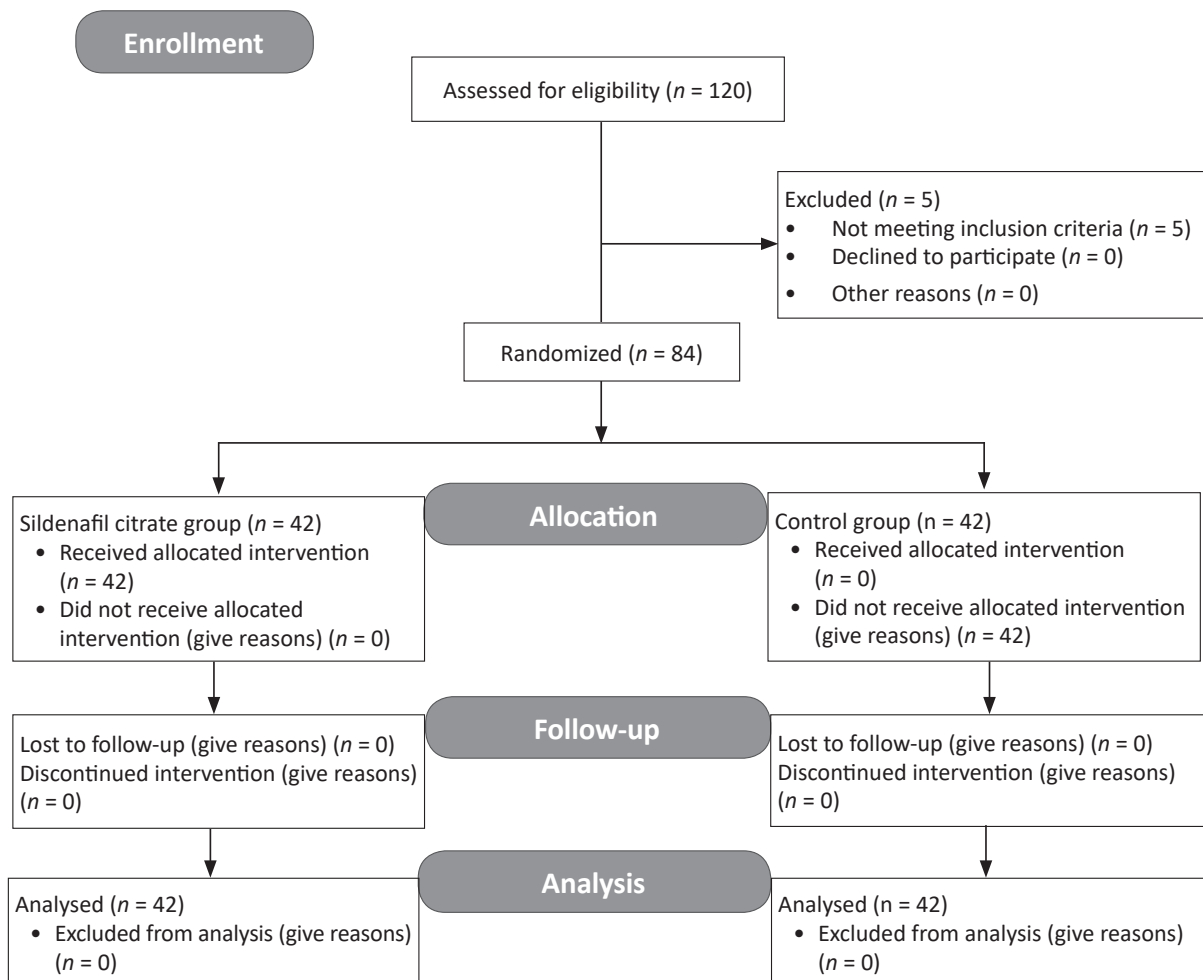 Enrollment
Assessed for eligibility (n = 120)
Excluded (n = 5)
• Not meeting inclusion criteria (n = 5)
• Declined to participate (n = 0)
• Other reasons (n = 0)
Randomized (n = 84)
Allocation
Sildenafil citrate group (n = 42)
• Received allocated intervention
(n = 42)
• Did not receive allocated
intervention (give reasons) (n = 0)
Control group (n = 42)
• Received allocated intervention
(n = 0)
• Did not receive allocated intervention
(give reasons) (n = 42)
Follow-up
Lost to follow-up (give reasons) (n = 0)
Discontinued intervention (give reasons)
(n = 0)
Lost to follow-up (give reasons) (n = 0)
Discontinued intervention (give reasons)
(n = 0)
Analysis
Analysed (n = 42)
• Excluded from analysis (give reasons)
(n = 0)
Analysed (n = 42)
• Excluded from analysis (give reasons)
(n = 0)